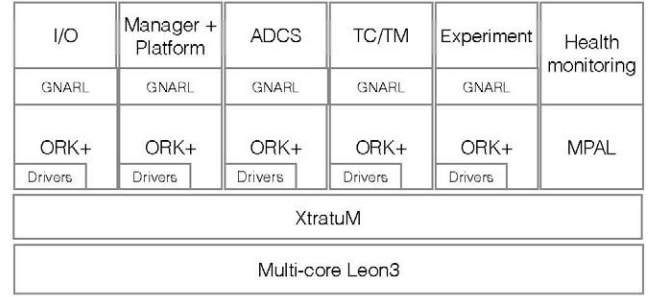 I/O
Manager +
Platform
ADCS
TC/TM
Experiment
Health
monitoring
GNARL
GNARL
GNARL
GNARL
GNARL
ORK+
ORK+
ORK+
ORK+
ORK+
MPAL
Drivers
Drivers
Drivers
Drivers
Drivers
XtratuM
Multi-core Leon3